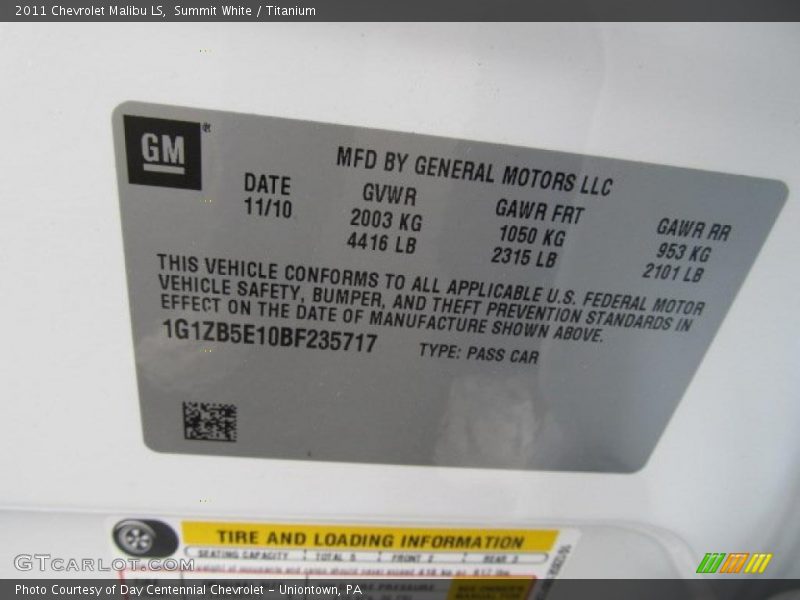 2011 Chevrolet Malibu LS, Summit White / Titanium
GM
MFD BY GENERAL MOTORS LLC
DATE GVWR GAWR FRT GAWR RR
11/10 2003 KG 1050 KG 953 KG
4416 LB 2315 LB 2101 LB
THIS VEHICLE CONFORMS TO ALL APPLICABLE U.S. FEDERAL MOTOR
VEHICLE SAFETY, BUMPER, AND THEFT PREVENTION STANDARDS IN
EFFECT ON THE DATE OF MANUFACTURE SHOWN ABOVE.
1G1ZB5E10BF235717 TYPE: PASS CAR
TIRE AND LOADING INFORMATION
SEATING CAPACITY TOTAL 5 FRONT 2 REAR 3
GTCARLOT.COM
Photo Courtesy of Day Centennial Chevrolet - Uniontown, PA